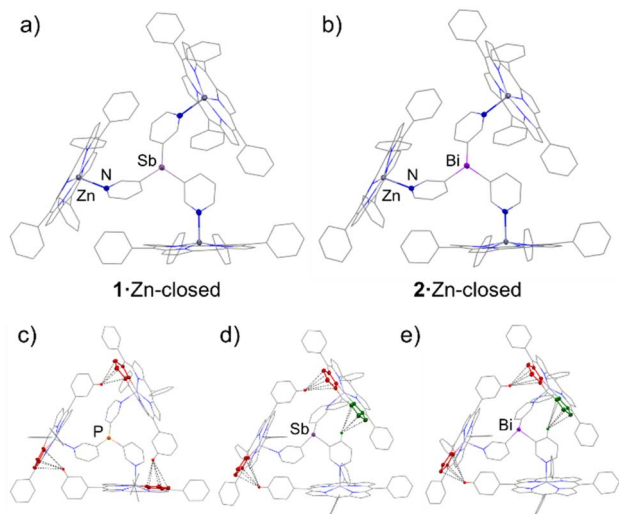 a)
b)
Sb
Bi
N
N
Zn
Zn
1·Zn-closed
2·Zn-closed
c)
d)
e)
P
Sb
Bi